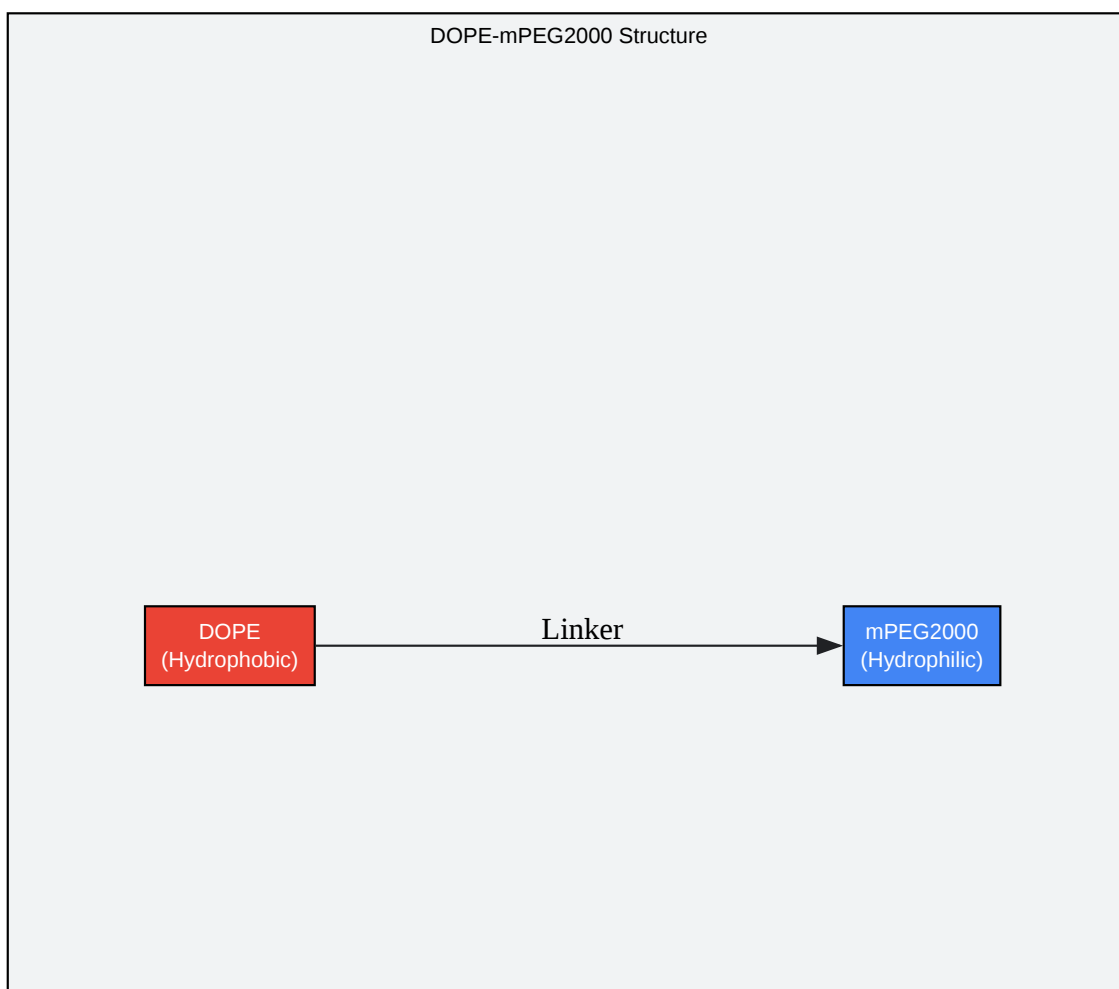 DOPE-mPEG2000 Structure
DOPE
(Hydrophobic)
Linker
mPEG2000
(Hydrophilic)